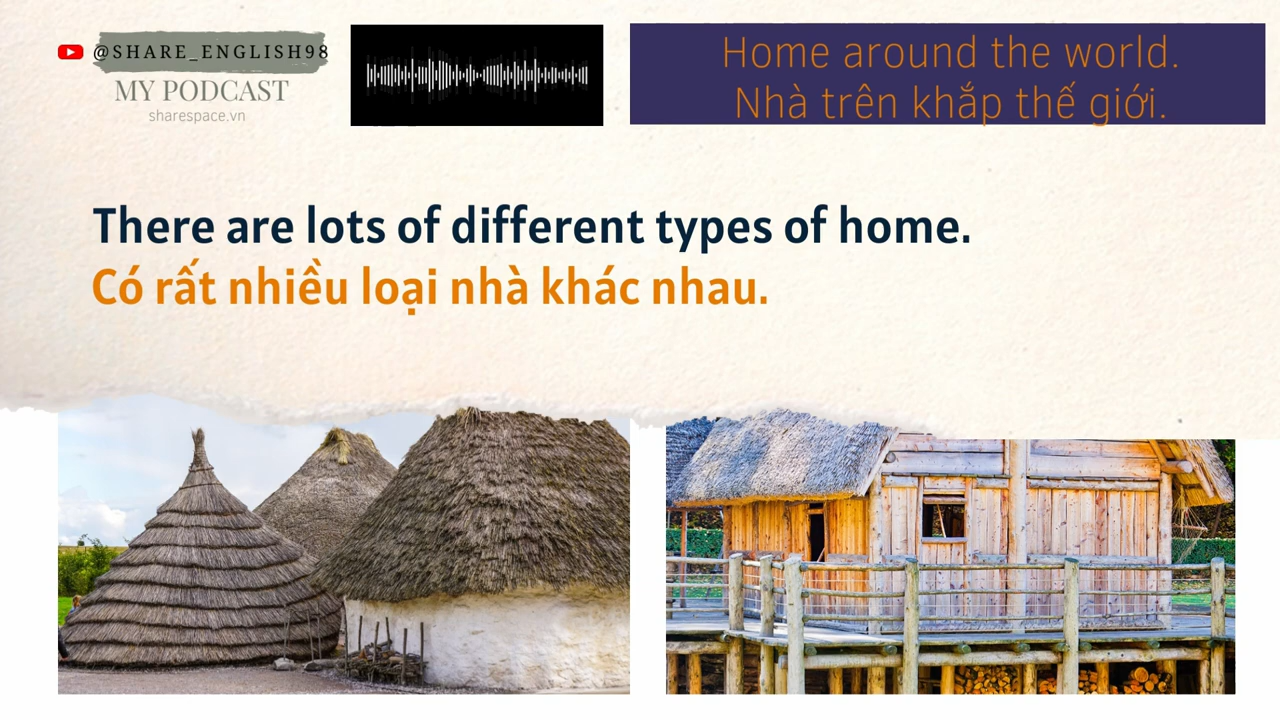 @SHARE_ENGLISH98
MY PODCAST
sharespace.vn
Home around the world.
Nhà trên khắp thế giới.
There are lots of different types of home.
Có rất nhiều loại nhà khác nhau.